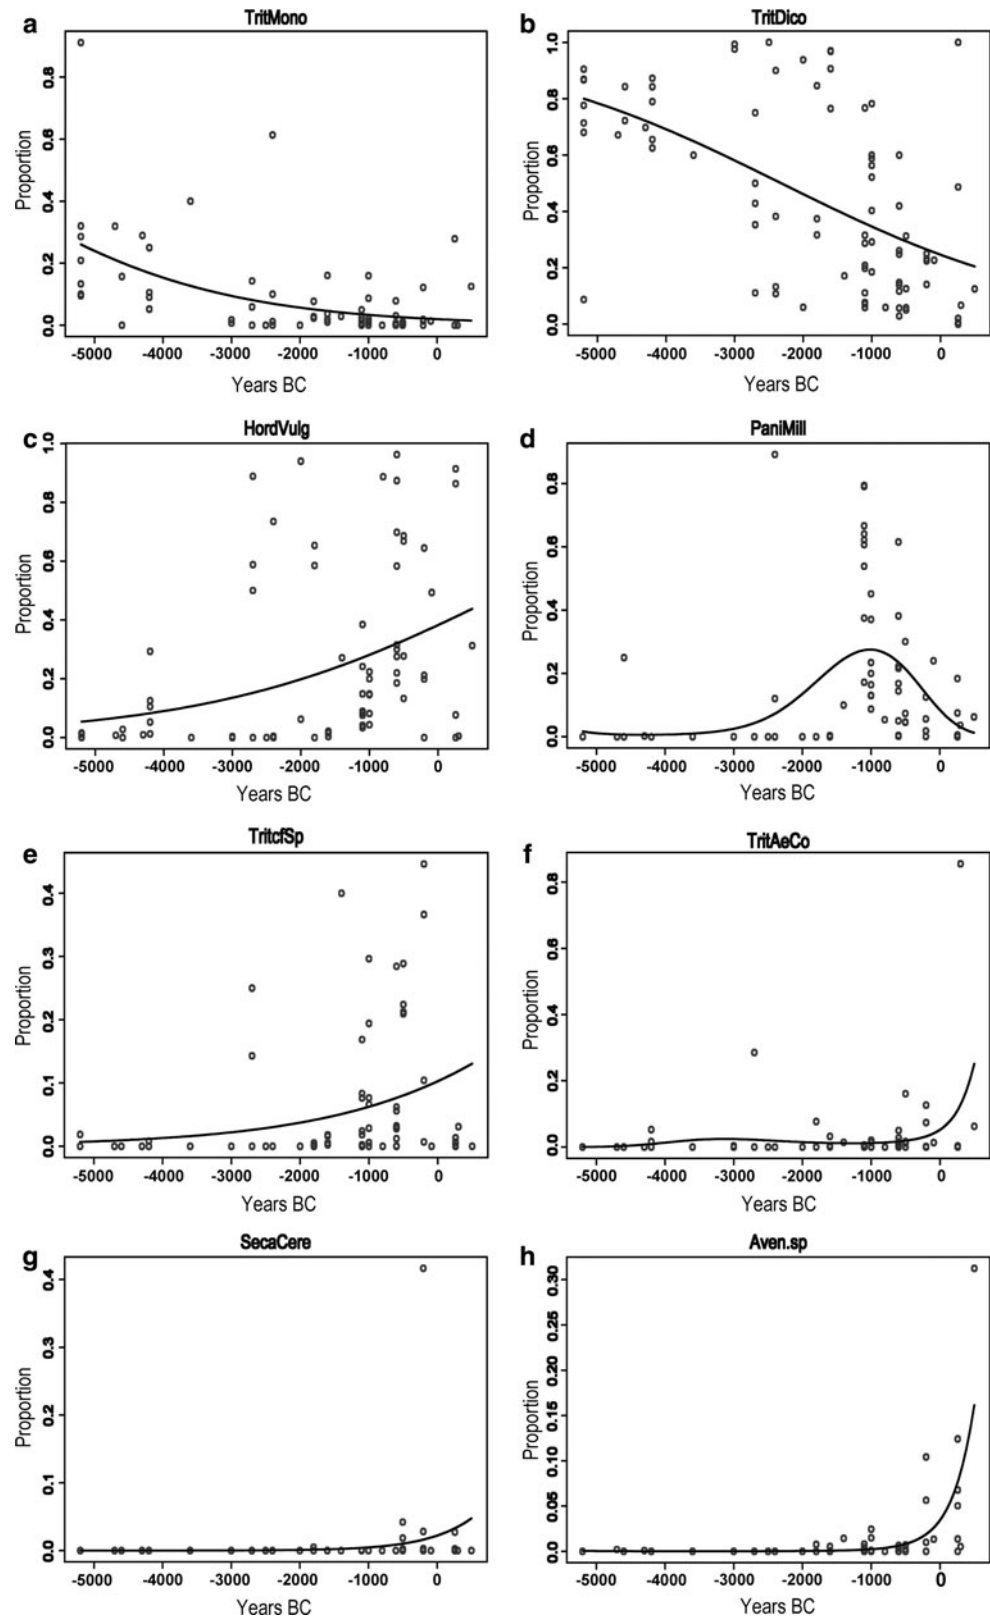 a TritMono
Proportion
0.0 0.2 0.4 0.6 0.8
-5000 -4000 -3000 -2000 -1000 0
Years BC
b TritDico
Proportion
0.0 0.2 0.4 0.6 0.8 1.0
-5000 -4000 -3000 -2000 -1000 0
Years BC
c HordVulg
Proportion
0.0 0.2 0.4 0.6 0.8 1.0
-5000 -4000 -3000 -2000 -1000 0
Years BC
d PaniMill
Proportion
0.0 0.2 0.4 0.6 0.8
-5000 -4000 -3000 -2000 -1000 0
Years BC
e TritcfSp
Proportion
0.0 0.1 0.2 0.3 0.4
-5000 -4000 -3000 -2000 -1000 0
Years BC
f TritAeCo
Proportion
0.0 0.2 0.4 0.6 0.8
-5000 -4000 -3000 -2000 -1000 0
Years BC
g SecaCere
Proportion
0.0 0.1 0.2 0.3 0.4
-5000 -4000 -3000 -2000 -1000 0
Years BC
h Aven.sp
Proportion
0.00 0.05 0.10 0.15 0.20 0.25 0.30
-5000 -4000 -3000 -2000 -1000 0
Years BC